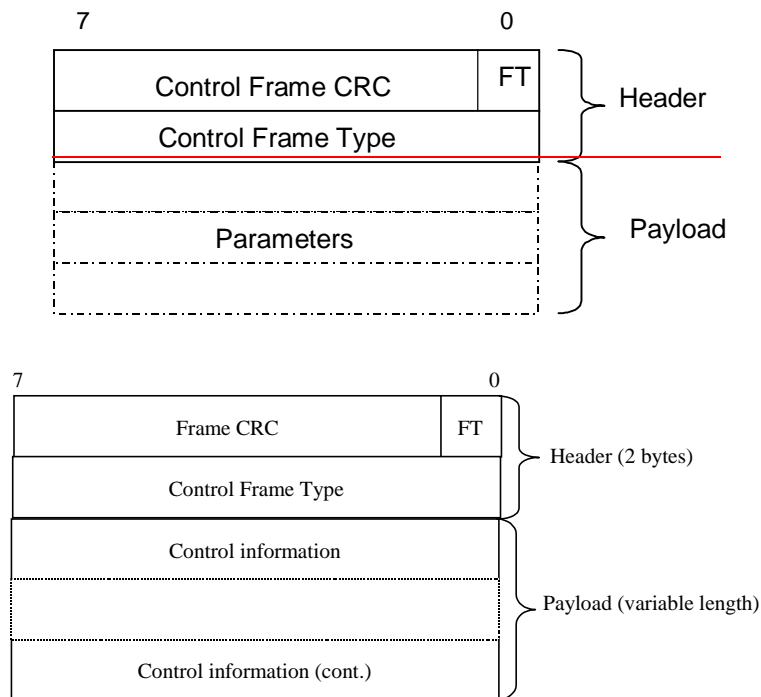 7 0
Control Frame CRC FT
Header
Control Frame Type
Parameters
Payload
7 0
Frame CRC FT
Header (2 bytes)
Control Frame Type
Control information
Payload (variable length)
Control information (cont.)